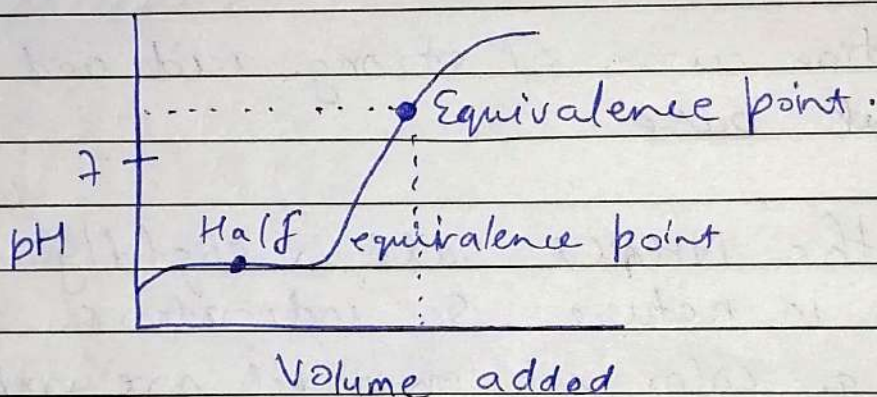 Equivalence point.
7
pH
Half equivalence point
Volume added